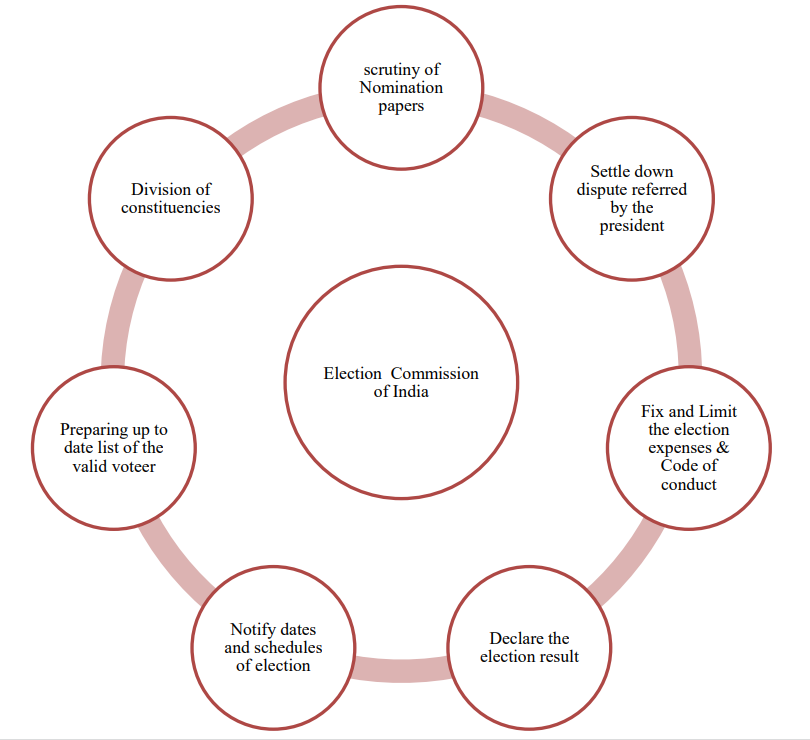 scrutiny of
Nomination
papers
Settle down
dispute referred
by the
president
Fix and Limit
the election
expenses &
Code of
conduct
Declare the
election result
Notify dates
and schedules
of election
Preparing up to
date list of the
valid voteer
Division of
constituencies
Election Commission
of India